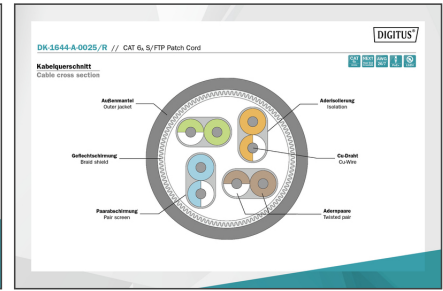 DIGITUS®
DK-1644-A-0025/R // CAT 6A S/FTP Patch Cord
Kabelquerschnitt
Cable cross section
Außenmantel
Outer jacket
Aderisolierung
Isolation
Geflechtschirmung
Braid shield
Cu-Draht
Cu-Wire
Paarabschirmung
Pair screen
Adernpaare
Twisted pair